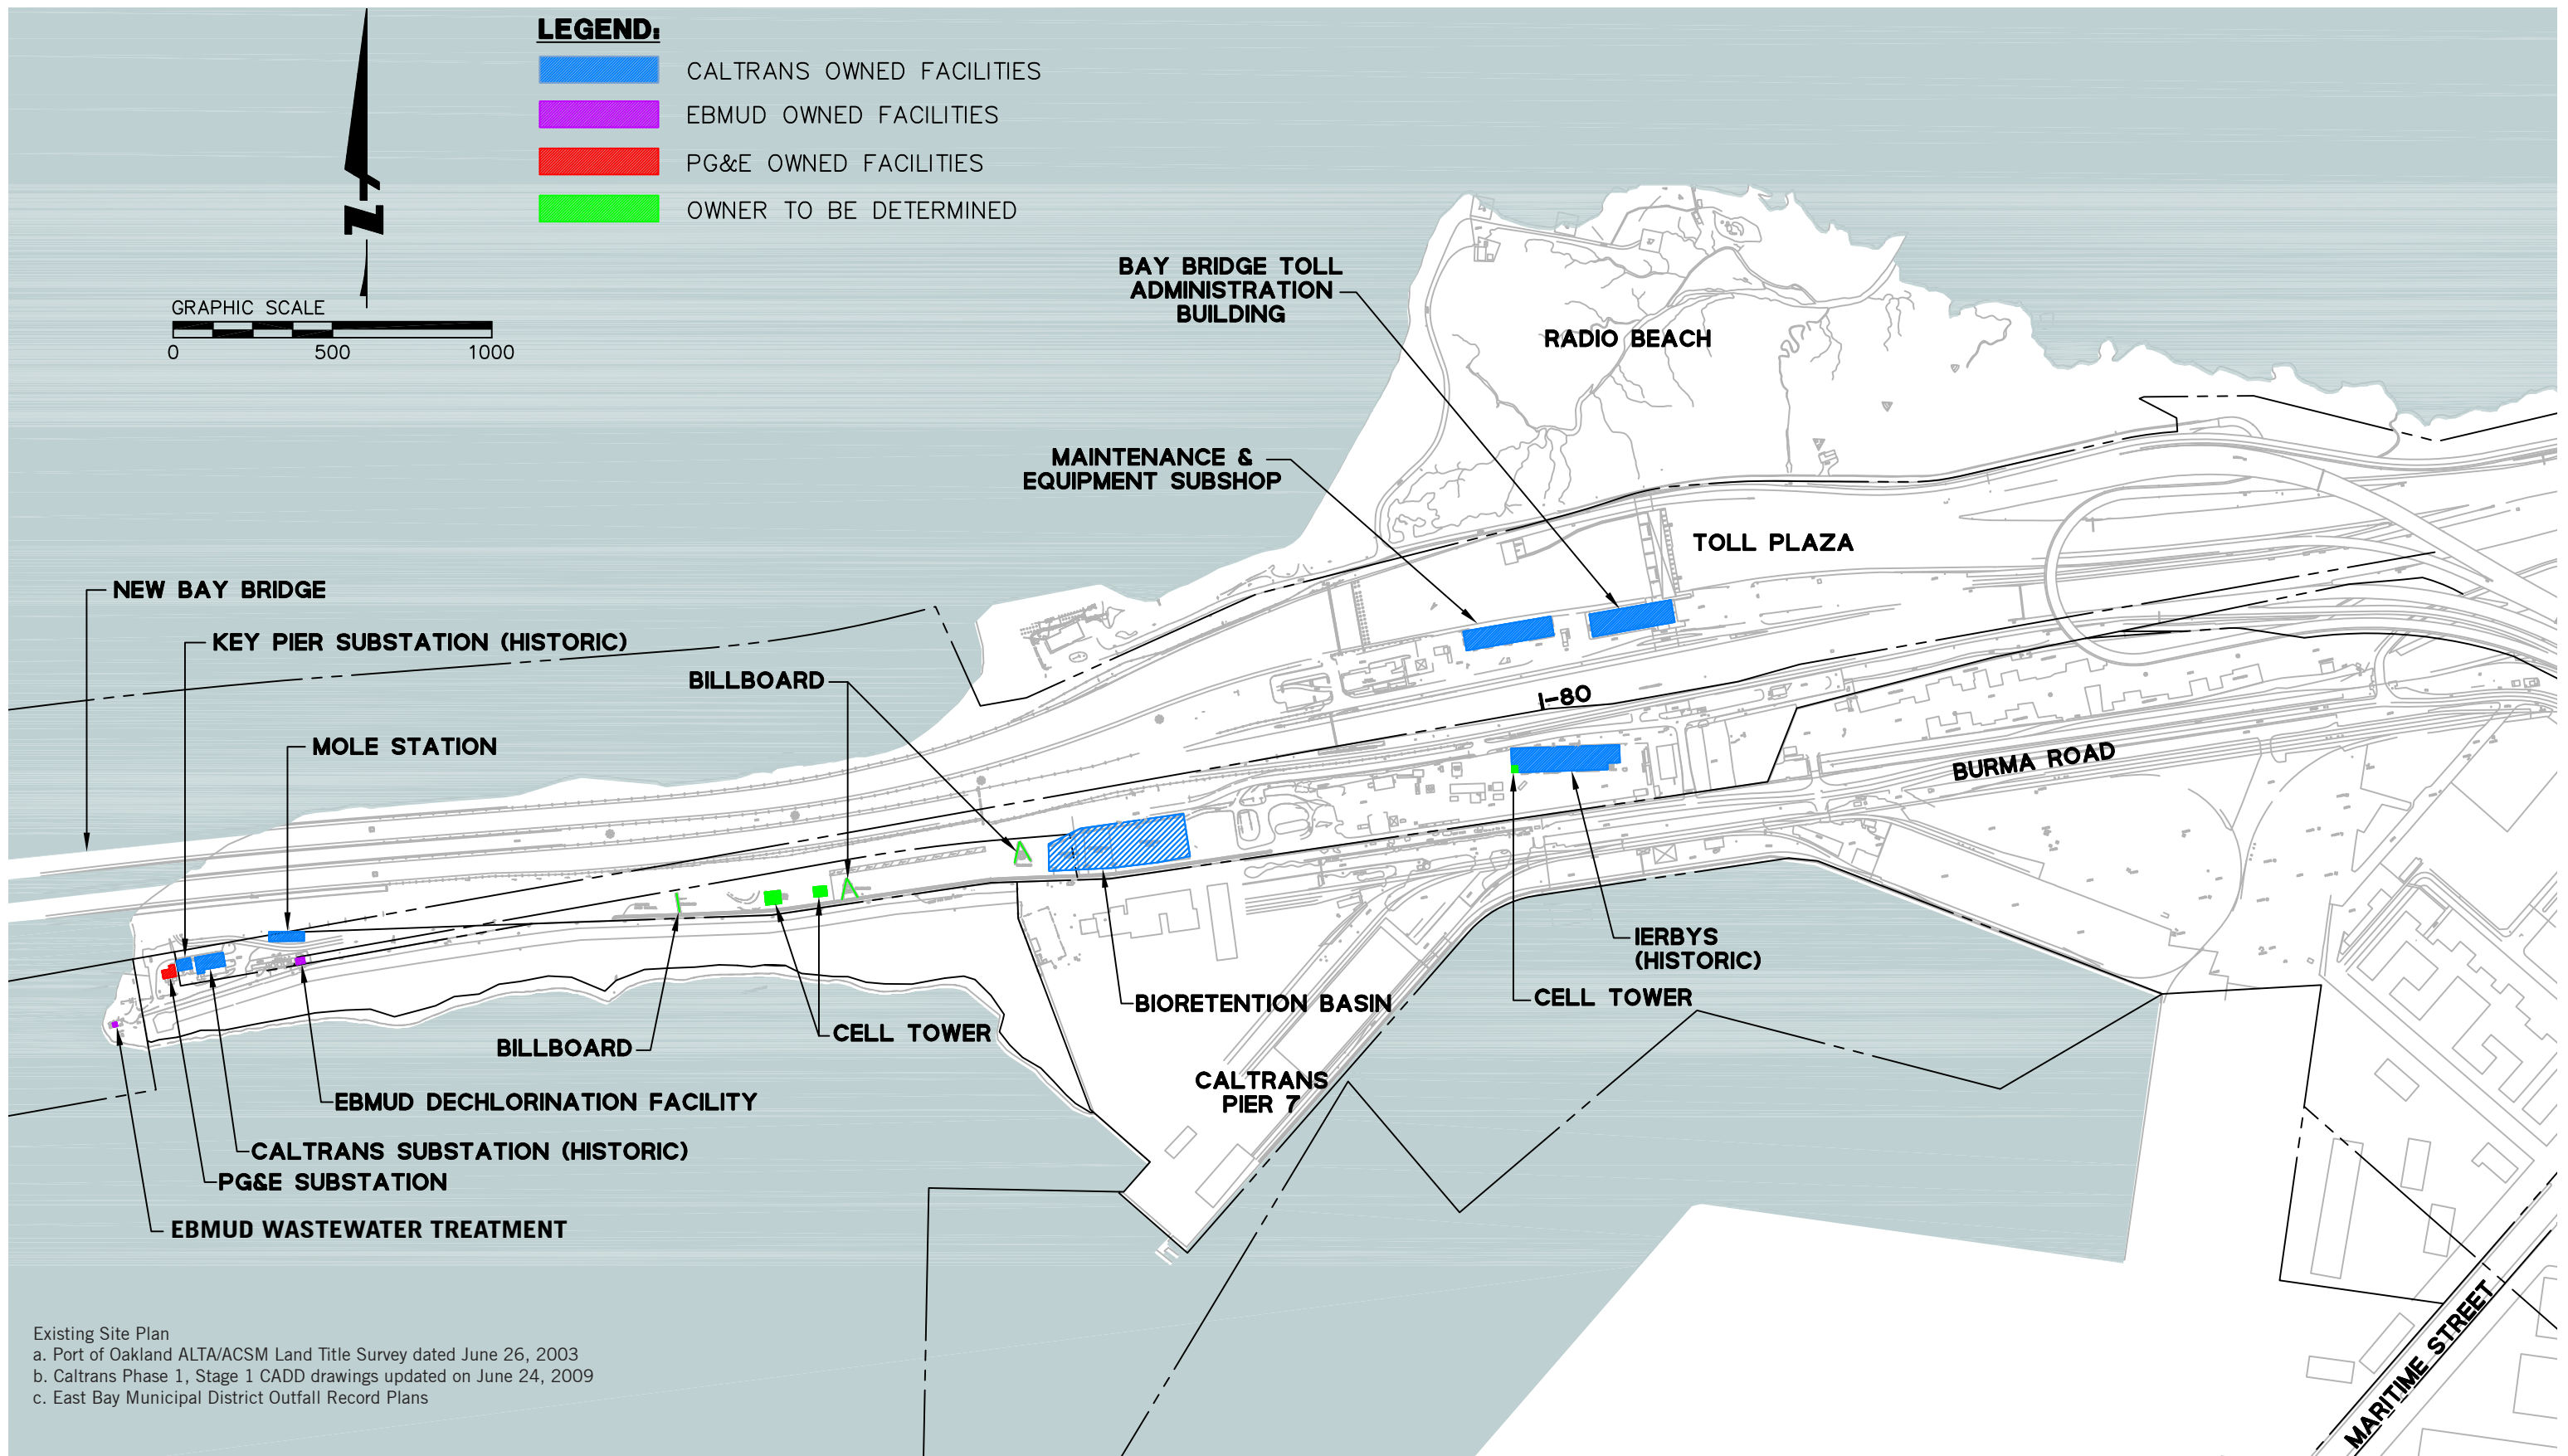 LEGEND:
CALTRANS OWNED FACILITIES
EBMUD OWNED FACILITIES
PG&E OWNED FACILITIES
OWNER TO BE DETERMINED
N
GRAPHIC SCALE
0 500 1000
BAY BRIDGE TOLL
ADMINISTRATION
BUILDING
RADIO BEACH
MAINTENANCE &
EQUIPMENT SUBSHOP
TOLL PLAZA
NEW BAY BRIDGE
KEY PIER SUBSTATION (HISTORIC)
BILLBOARD
MOLE STATION
I-80
BURMA ROAD
IERBYS
(HISTORIC)
CELL TOWER
BIORETENTION BASIN
CELL TOWER
BILLBOARD
CALTRANS
PIER 7
EBMUD DECHLORINATION FACILITY
CALTRANS SUBSTATION (HISTORIC)
PG&E SUBSTATION
EBMUD WASTEWATER TREATMENT
MARITIME STREET
Existing Site Plan
a. Port of Oakland ALTA/ACSM Land Title Survey dated June 26, 2003
b. Caltrans Phase 1, Stage 1 CADD drawings updated on June 24, 2009
c. East Bay Municipal District Outfall Record Plans